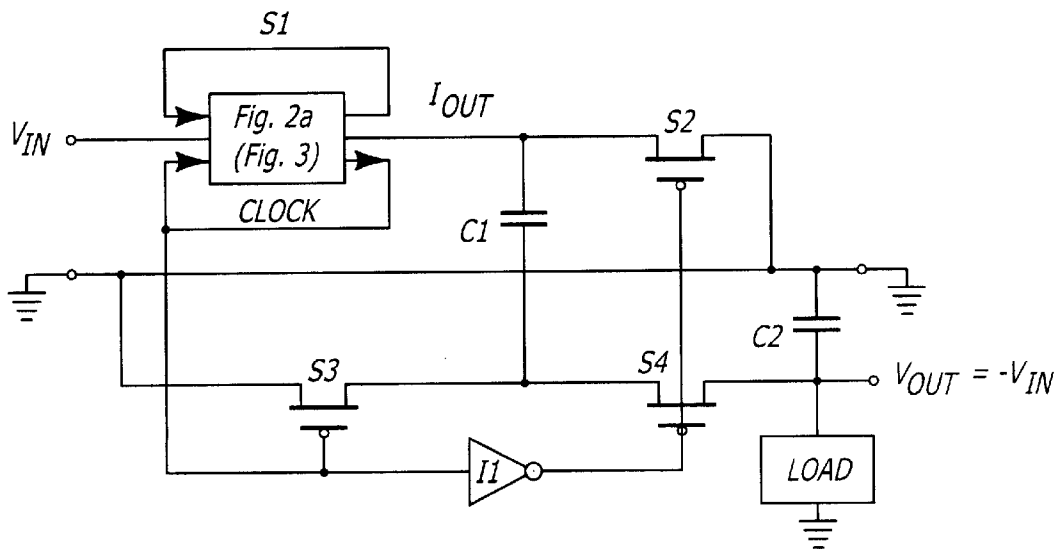 S1
Fig. 2a
(Fig. 3)
V_IN
I_OUT
S2
CLOCK
C1
C2
S3
S4
V_OUT = -V_IN
I1
LOAD